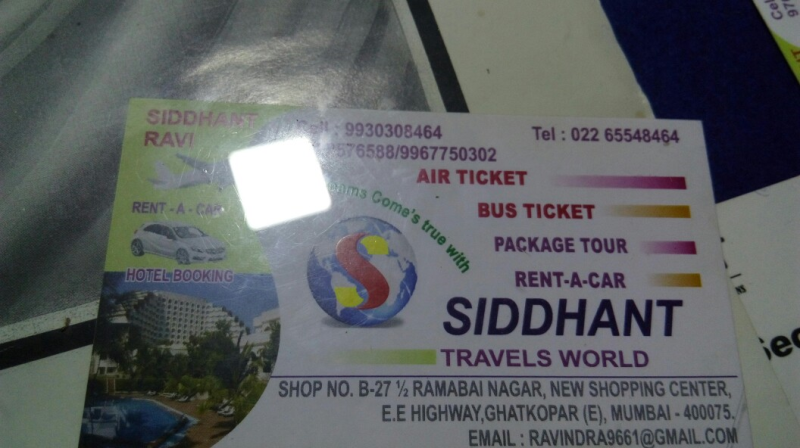 SIDDHANT
RAVI
Cell : 9930308464
576588/9967750302
Tel : 022 65548464
AIR TICKET
BUS TICKET
PACKAGE TOUR
RENT-A-CAR
RENT - A - CAR
HOTEL BOOKING
Come's true with
S
SIDDHANT
TRAVELS WORLD
SHOP NO. B-27 ½ RAMABAI NAGAR, NEW SHOPPING CENTER,
E.E HIGHWAY,GHATKOPAR (E), MUMBAI - 400075.
EMAIL : RAVINDRA9661@GMAIL.COM